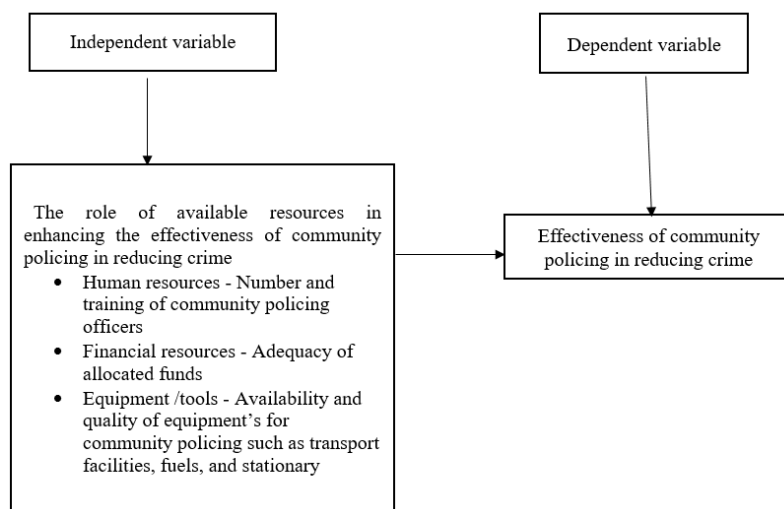 Independent variable
Dependent variable
The role of available resources in
enhancing the effectiveness of community
policing in reducing crime
• Human resources - Number and
training of community policing
officers
• Financial resources - Adequacy of
allocated funds
• Equipment /tools - Availability and
quality of equipment’s for
community policing such as transport
facilities, fuels, and stationary
Effectiveness of community
policing in reducing crime